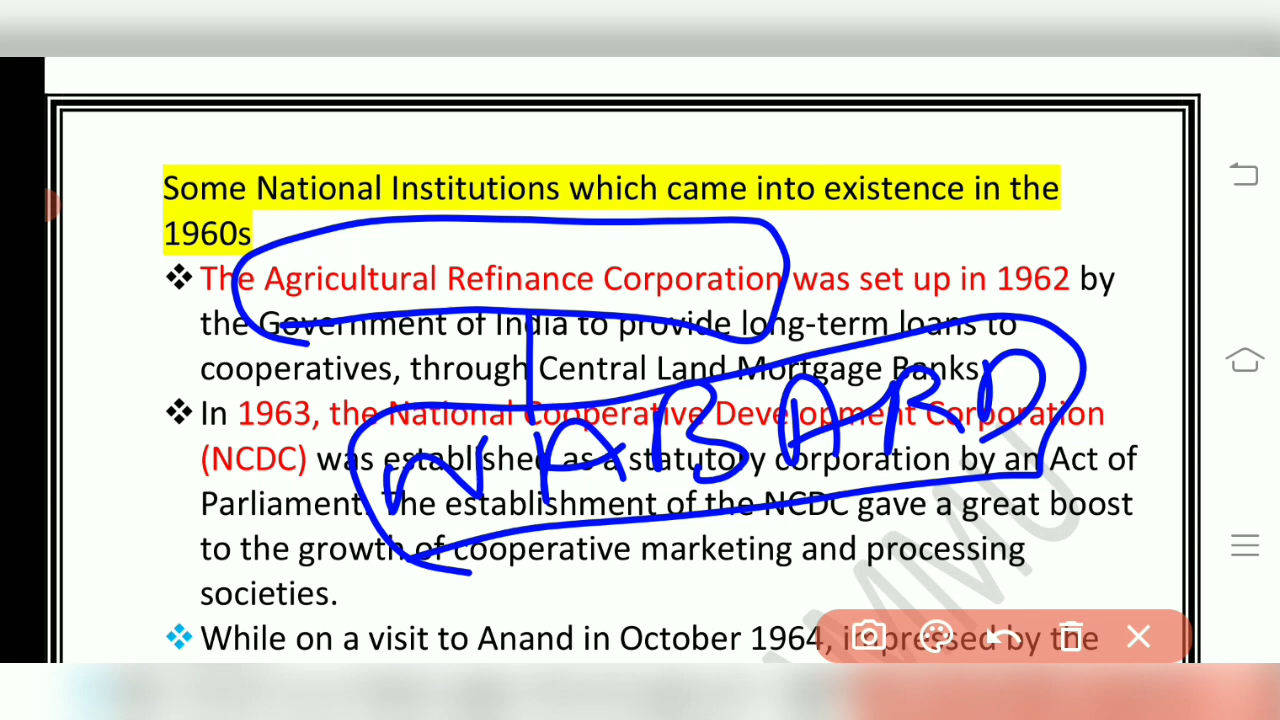 Some National Institutions which came into existence in the
1960s
❖ The Agricultural Refinance Corporation was set up in 1962 by
the Government of India to provide long-term loans to
cooperatives, through Central Land Mortgage Banks.
❖ In 1963, the National Cooperative Development Corporation
(NCDC) was established as a statutory corporation by an Act of
Parliament. The establishment of the NCDC gave a great boost
to the growth of cooperative marketing and processing
societies.
❖ While on a visit to Anand in October 1964, impressed by the
NABARD